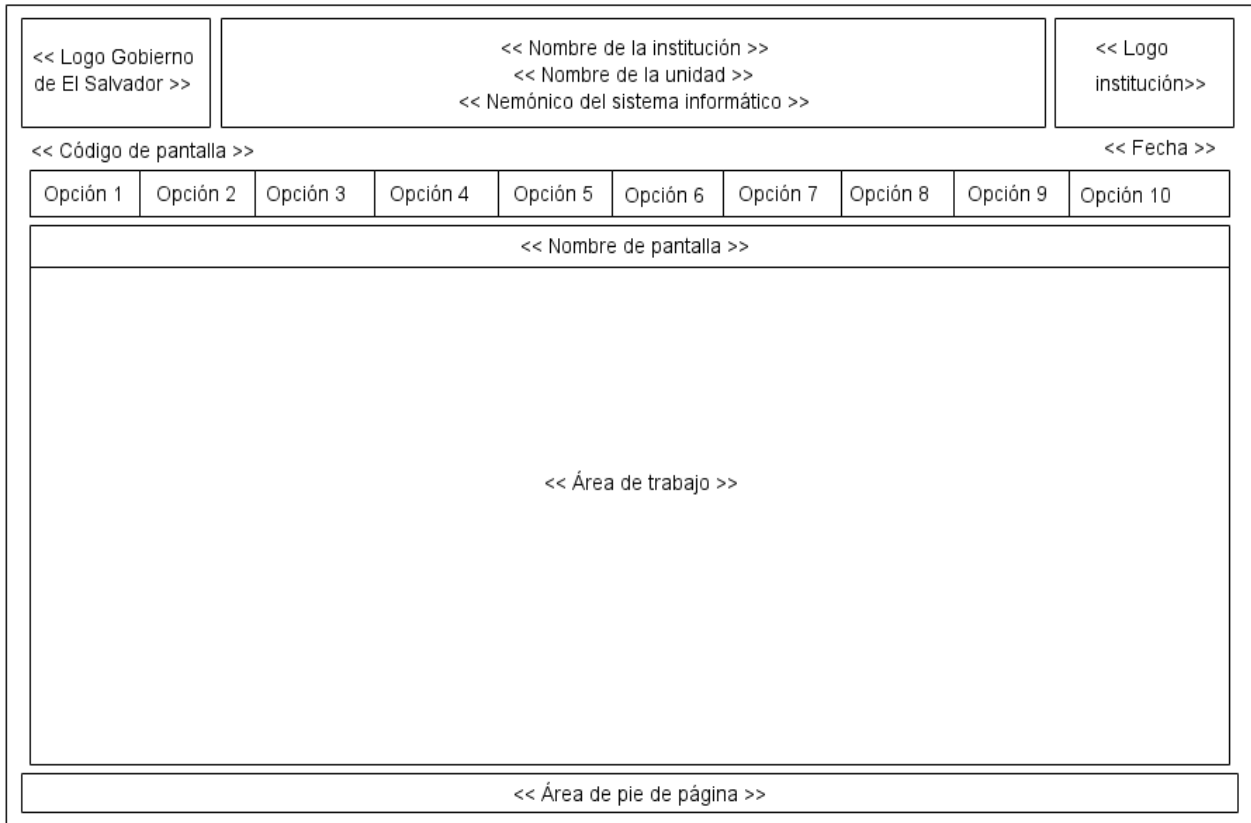 << Logo Gobierno
de El Salvador >>
<< Nombre de la institución >>
<< Nombre de la unidad >>
<< Nemónico del sistema informático >>
<< Logo
institución>>
<< Código de pantalla >>
<< Fecha >>
Opción 1
Opción 2
Opción 3
Opción 4
Opción 5
Opción 6
Opción 7
Opción 8
Opción 9
Opción 10
<< Nombre de pantalla >>
<< Área de trabajo >>
<< Área de pie de página >>